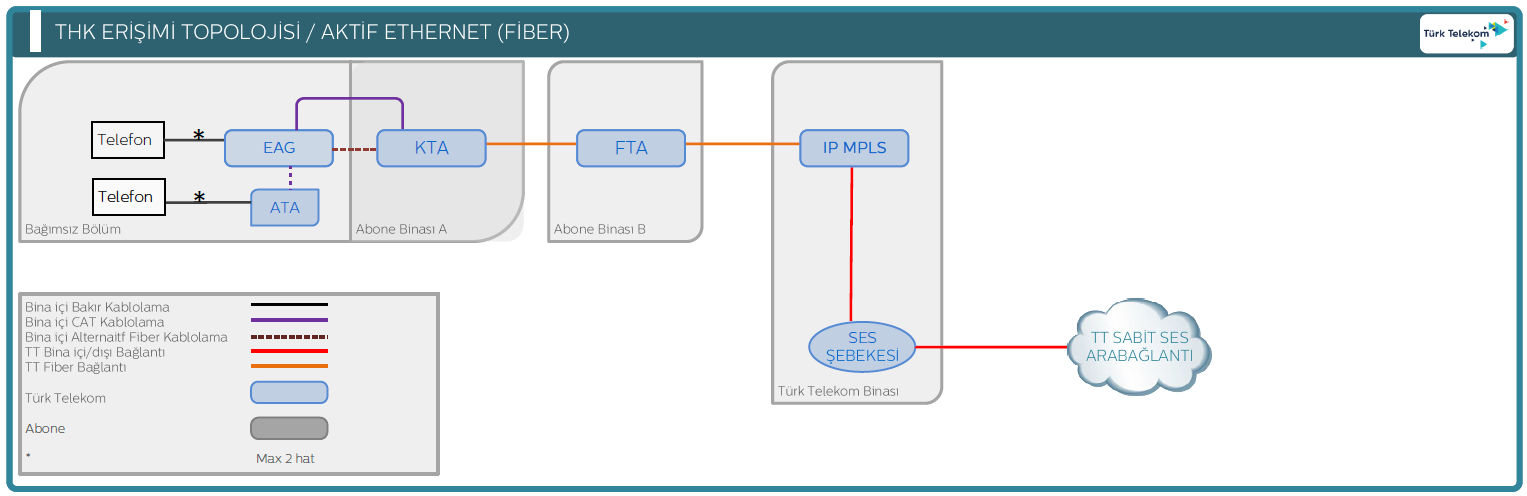 THK ERİŞİMİ TOPOLOJİSİ / AKTİF ETHERNET (FİBER)
Türk Telekom
Telefon
*
EAG
KTA
FTA
IP MPLS
Telefon
*
ATA
Bağımsız Bölüm
Abone Binası A
Abone Binası B
SES
ŞEBEKESİ
TT SABİT SES
ARABAĞLANTI
Türk Telekom Binası
Bina içi Bakır Kablolama
Bina içi CAT Kablolama
Bina içi Alternaitf Fiber Kablolama
TT Bina içi/dışı Bağlantı
TT Fiber Bağlantı
Türk Telekom
Abone
* Max 2 hat